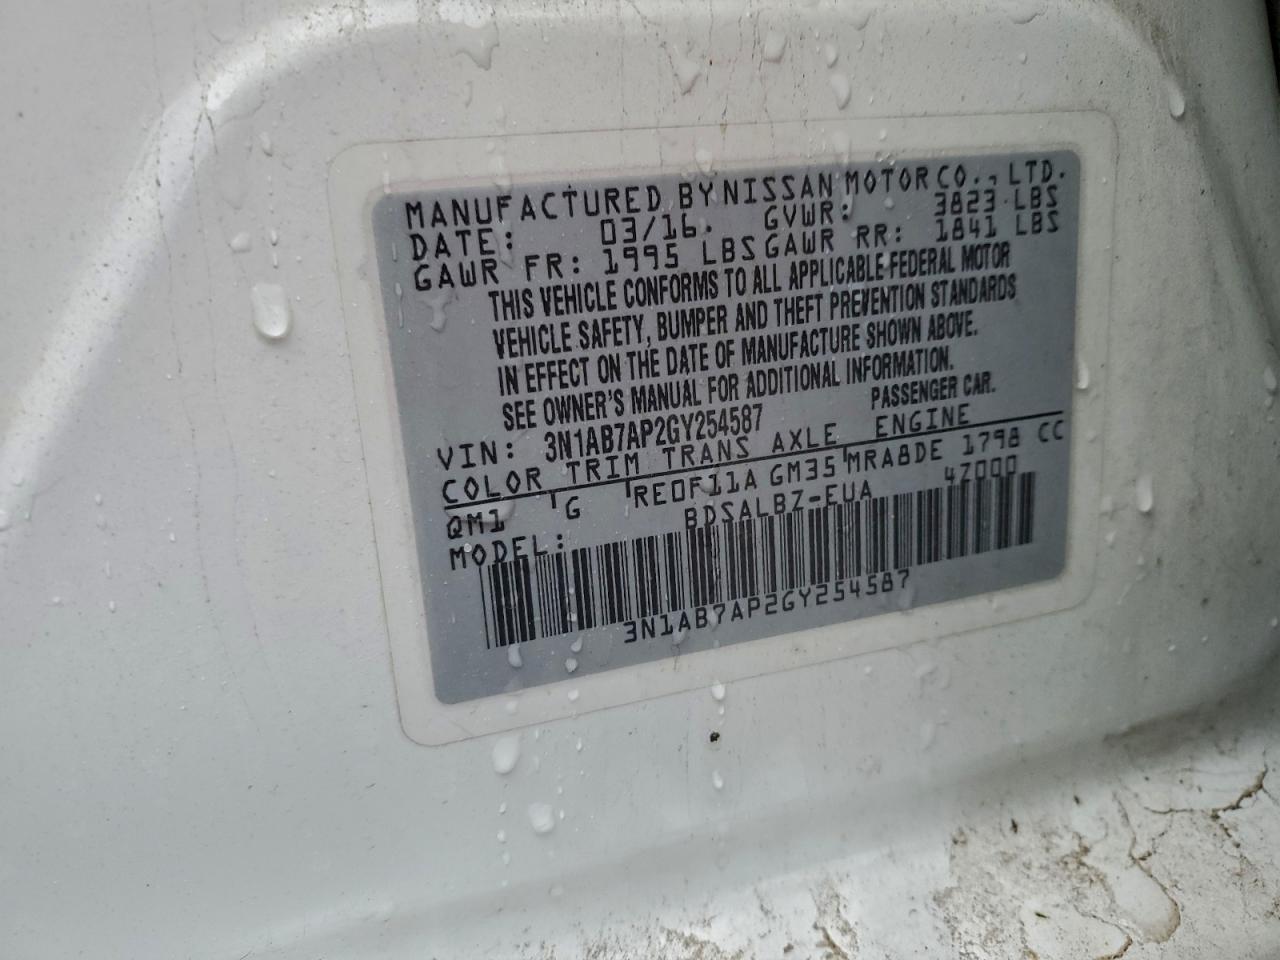 MANUFACTURED BY NISSAN MOTOR CO., LTD.
DATE: 03/16. GVWR: 3823 LBS
GAWR FR: 1995 LBS GAWR RR: 1841 LBS
THIS VEHICLE CONFORMS TO ALL APPLICABLE FEDERAL MOTOR
VEHICLE SAFETY, BUMPER AND THEFT PREVENTION STANDARDS
IN EFFECT ON THE DATE OF MANUFACTURE SHOWN ABOVE.
SEE OWNER'S MANUAL FOR ADDITIONAL INFORMATION.
VIN: 3N1AB7AP2GY254587 PASSENGER CAR.
COLOR TRIM TRANS AXLE ENGINE
QM1 G RE0F11A GM35 MRA8DE 1798 CC
MODEL: BDSALBZ-EUA 4Z000
3N1AB7AP2GY254587